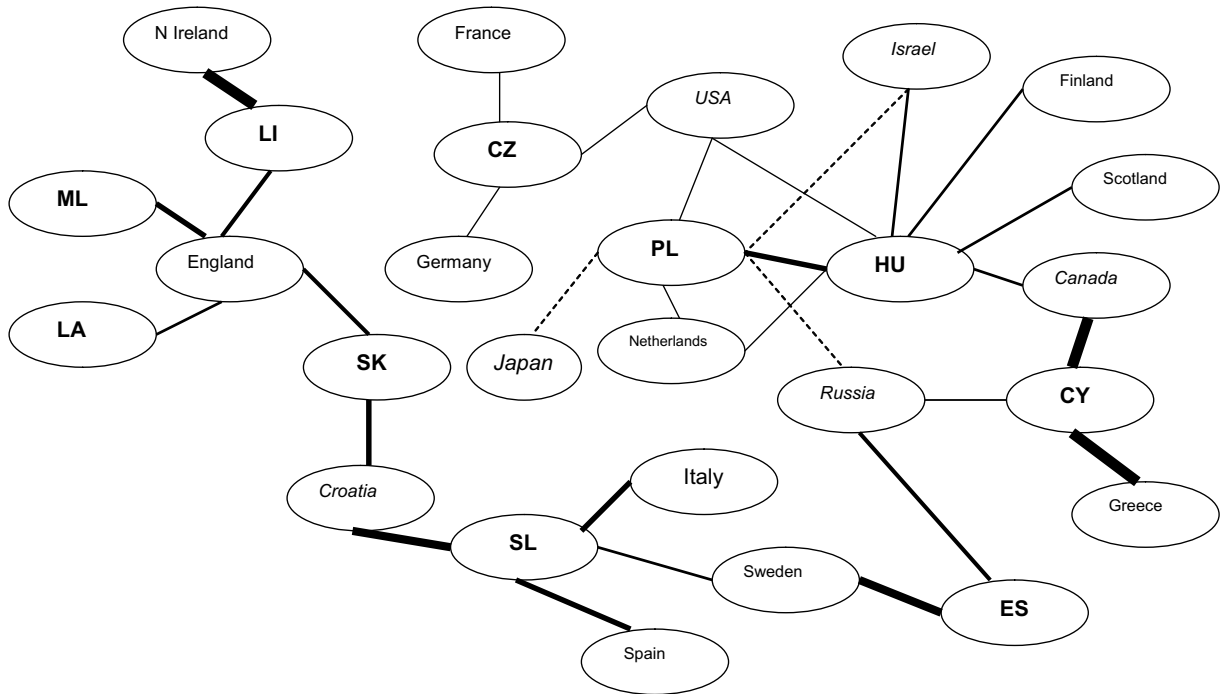 N Ireland
France
Israel
USA
Finland
LI
CZ
Scotland
ML
England
Germany
PL
HU
Canada
LA
SK
Japan
Netherlands
Russia
CY
Croatia
Italy
Greece
SL
Sweden
ES
Spain